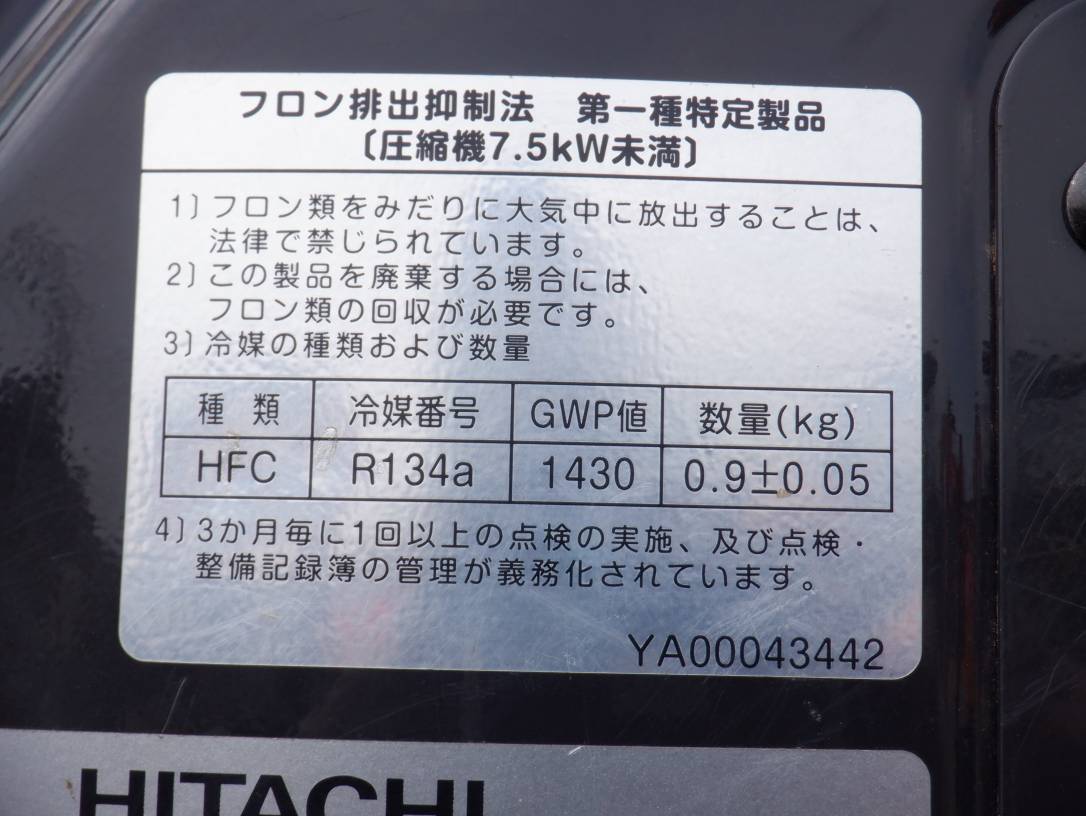 フロン排出抑制法　第一種特定製品
〔圧縮機7.5kW未満〕
1）フロン類をみだりに大気中に放出することは、
法律で禁じられています。
2）この製品を廃棄する場合には、
フロン類の回収が必要です。
3）冷媒の種類および数量
種類 冷媒番号 GWP値 数量(kg)
HFC R134a 1430 0.9±0.05
4）3か月毎に1回以上の点検の実施、及び点検・
整備記録簿の管理が義務化されています。
YA00043442
HITACHI